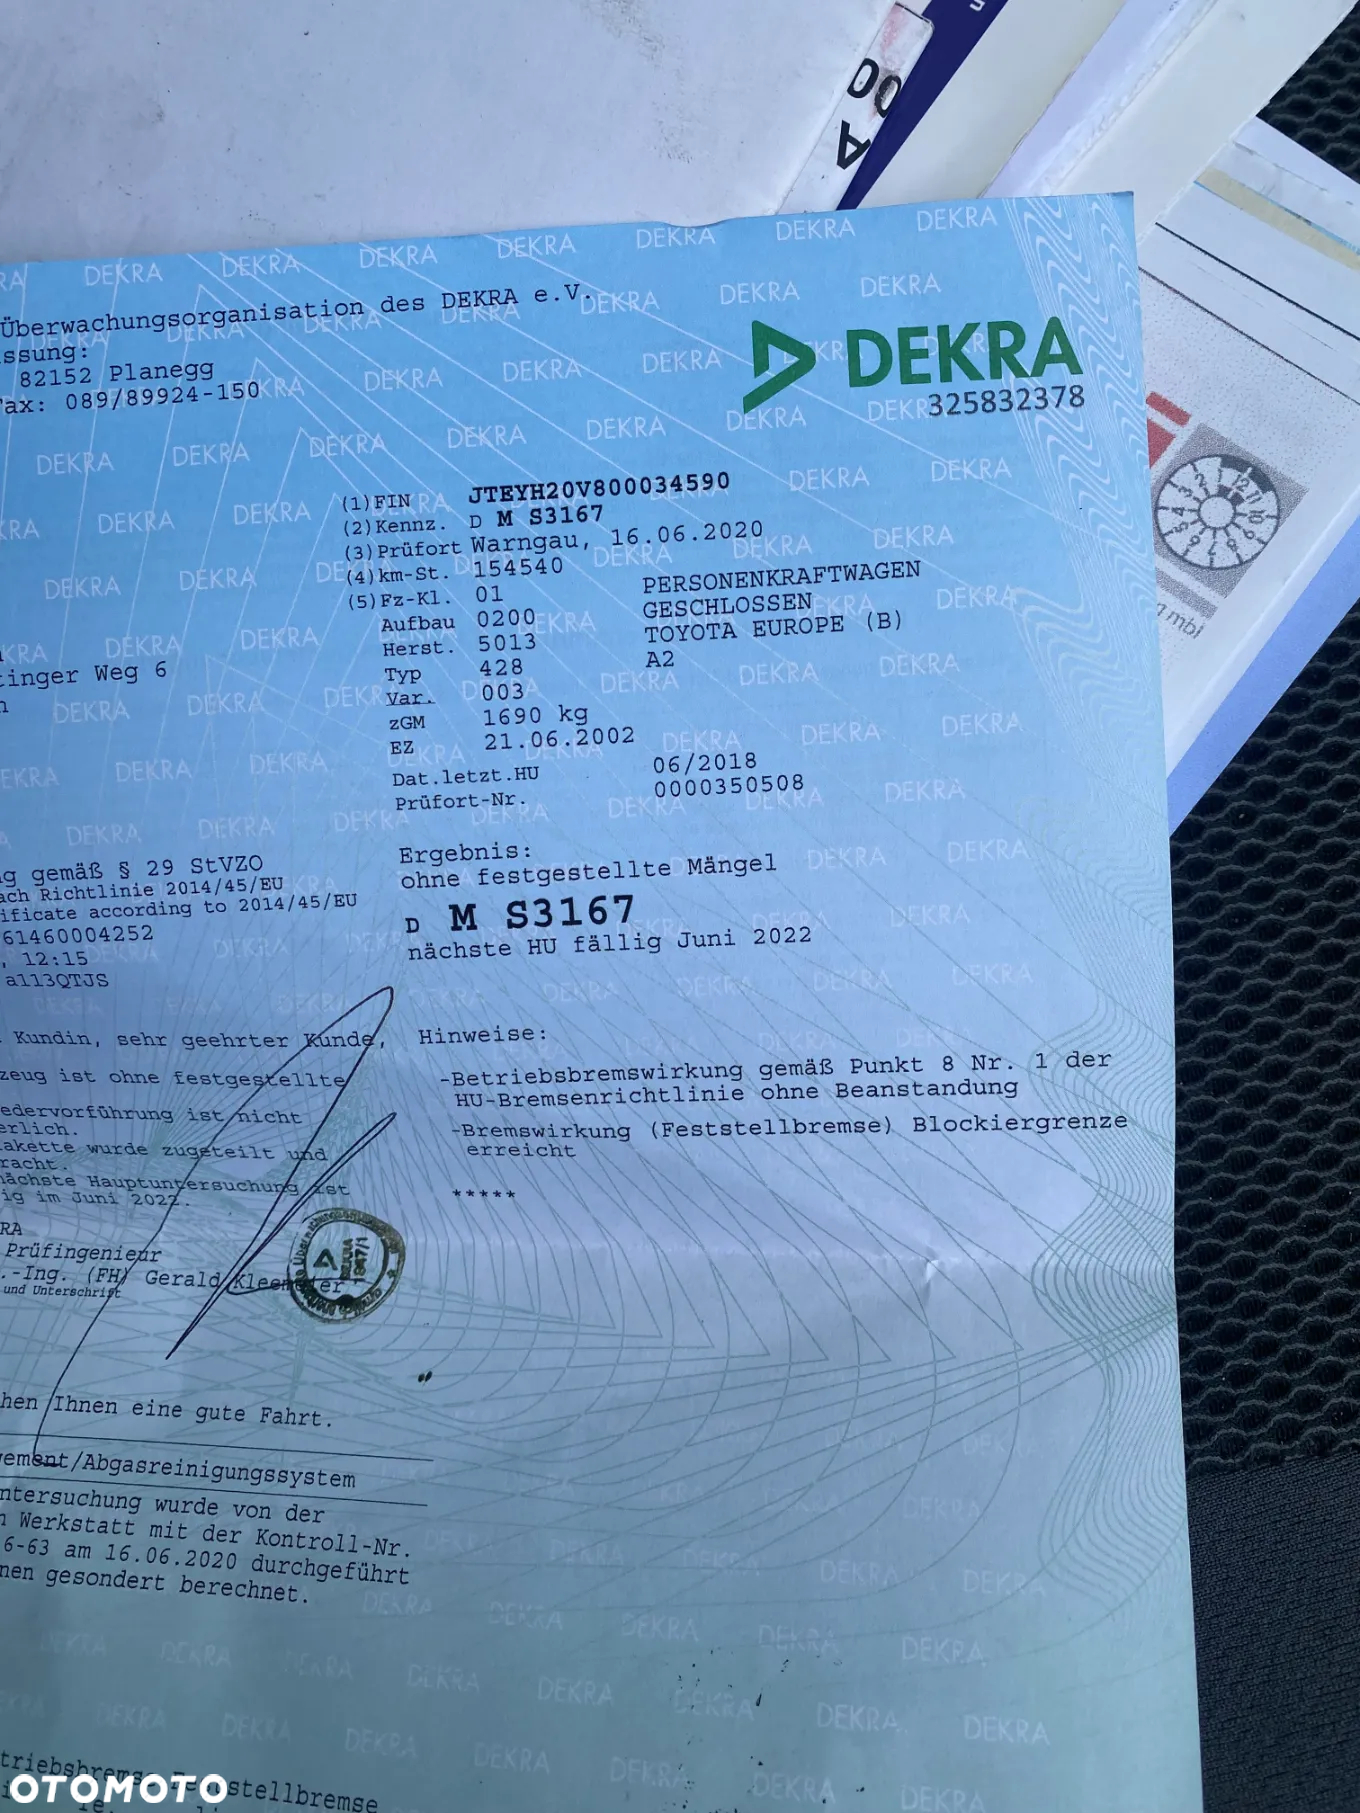 Überwachungsorganisation des DEKRA e.V.
ssung:
82152 Planegg
Fax: 089/89924-150
DEKRA
325832378
(1)FIN JTEYH20V800034590
(2)Kennz. D M S3167
(3)Prüfort Warngau, 16.06.2020
(4)km-St. 154540
(5)Fz-Kl. 01 PERSONENKRAFTWAGEN
Aufbau 0200 GESCHLOSSEN
Herst. 5013 TOYOTA EUROPE (B)
Typ 428 A2
Var. 003
zGM 1690 kg
EZ 21.06.2002
Dat.letzt.HU 06/2018
Prüfort-Nr. 0000350508
tinger Weg 6
n
g gemäß § 29 StVZO
ach Richtlinie 2014/45/EU
ificate according to 2014/45/EU
61460004252
, 12:15
a113QTJS
Ergebnis:
ohne festgestellte Mängel
D M S3167
nächste HU fällig Juni 2022
Kundin, sehr geehrter Kunde,
zeug ist ohne festgestellte
edervorführung ist nicht
erlich.
akette wurde zugeteilt und
racht.
nächste Hauptuntersuchung ist
ig im Juni 2022.
RA
Prüfingenieur
.-Ing. (FH) Gerald
und Unterschrift
Hinweise:
-Betriebsbremswirkung gemäß Punkt 8 Nr. 1 der
HU-Bremsenrichtlinie ohne Beanstandung
-Bremswirkung (Feststellbremse) Blockiergrenze
erreicht
*****
hen Ihnen eine gute Fahrt.
gement/Abgasreinigungssystem
ntersuchung wurde von der
n Werkstatt mit der Kontroll-Nr.
6-63 am 16.06.2020 durchgeführt
nen gesondert berechnet.
triebsbremse Feststellbremse
OTOMOTO